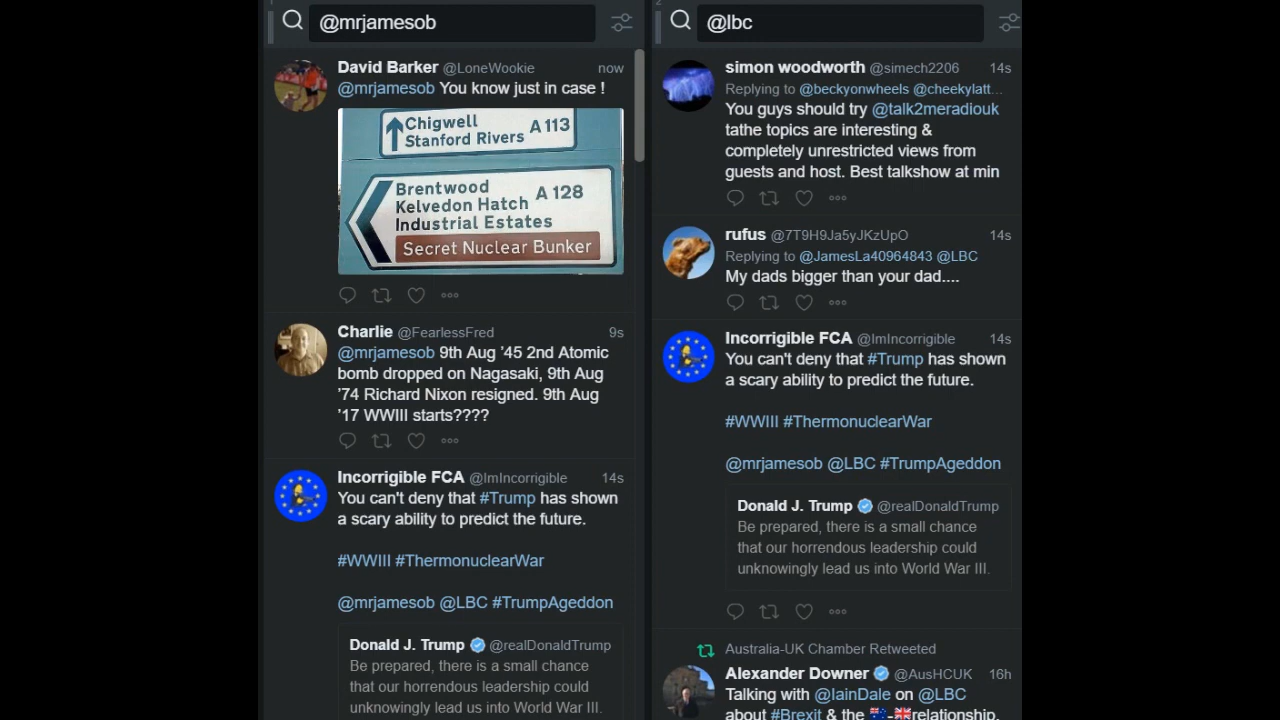 @mrjamesob
David Barker @LoneWookie now
@mrjamesob You know just in case !
Chigwell
Stanford Rivers A 113
Brentwood
Kelvedon Hatch A 128
Industrial Estates
Secret Nuclear Bunker
Charlie @FearlessFred 9s
@mrjamesob 9th Aug '45 2nd Atomic
bomb dropped on Nagasaki, 9th Aug
'74 Richard Nixon resigned. 9th Aug
'17 WWIII starts????
Incorrigible FCA @ImIncorrigible 14s
You can't deny that #Trump has shown
a scary ability to predict the future.
#WWIII #ThermonuclearWar
@mrjamesob @LBC #TrumpAgeddon
Donald J. Trump @realDonaldTrump
Be prepared, there is a small chance
that our horrendous leadership could
unknowingly lead us into World War III.
@lbc
simon woodworth @simech2206 14s
Replying to @beckyonwheels @cheekylatt...
You guys should try @talk2meradiouk
tathe topics are interesting &
completely unrestricted views from
guests and host. Best talkshow at min
rufus @7T9H9Ja5yJKzUpO 14s
Replying to @JamesLa40964843 @LBC
My dads bigger than your dad....
Incorrigible FCA @ImIncorrigible 14s
You can't deny that #Trump has shown
a scary ability to predict the future.
#WWIII #ThermonuclearWar
@mrjamesob @LBC #TrumpAgeddon
Donald J. Trump @realDonaldTrump
Be prepared, there is a small chance
that our horrendous leadership could
unknowingly lead us into World War III.
Australia-UK Chamber Retweeted
Alexander Downer @AusHCUK 16h
Talking with @IainDale on @LBC
about #Brexit & the 🇦🇺-🇬🇧relationship.